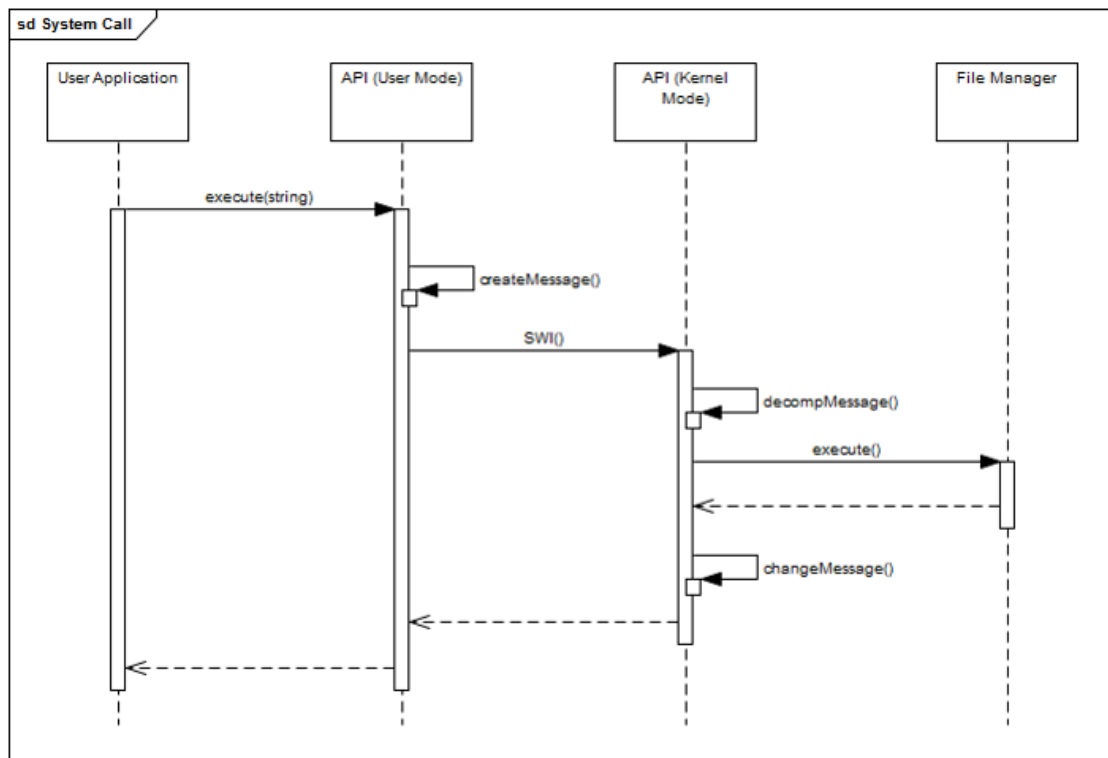 sd System Call
User Application
API (User Mode)
API (Kernel
Mode)
File Manager
execute(string)
createMessage()
SWI()
decompMessage()
execute()
changeMessage()